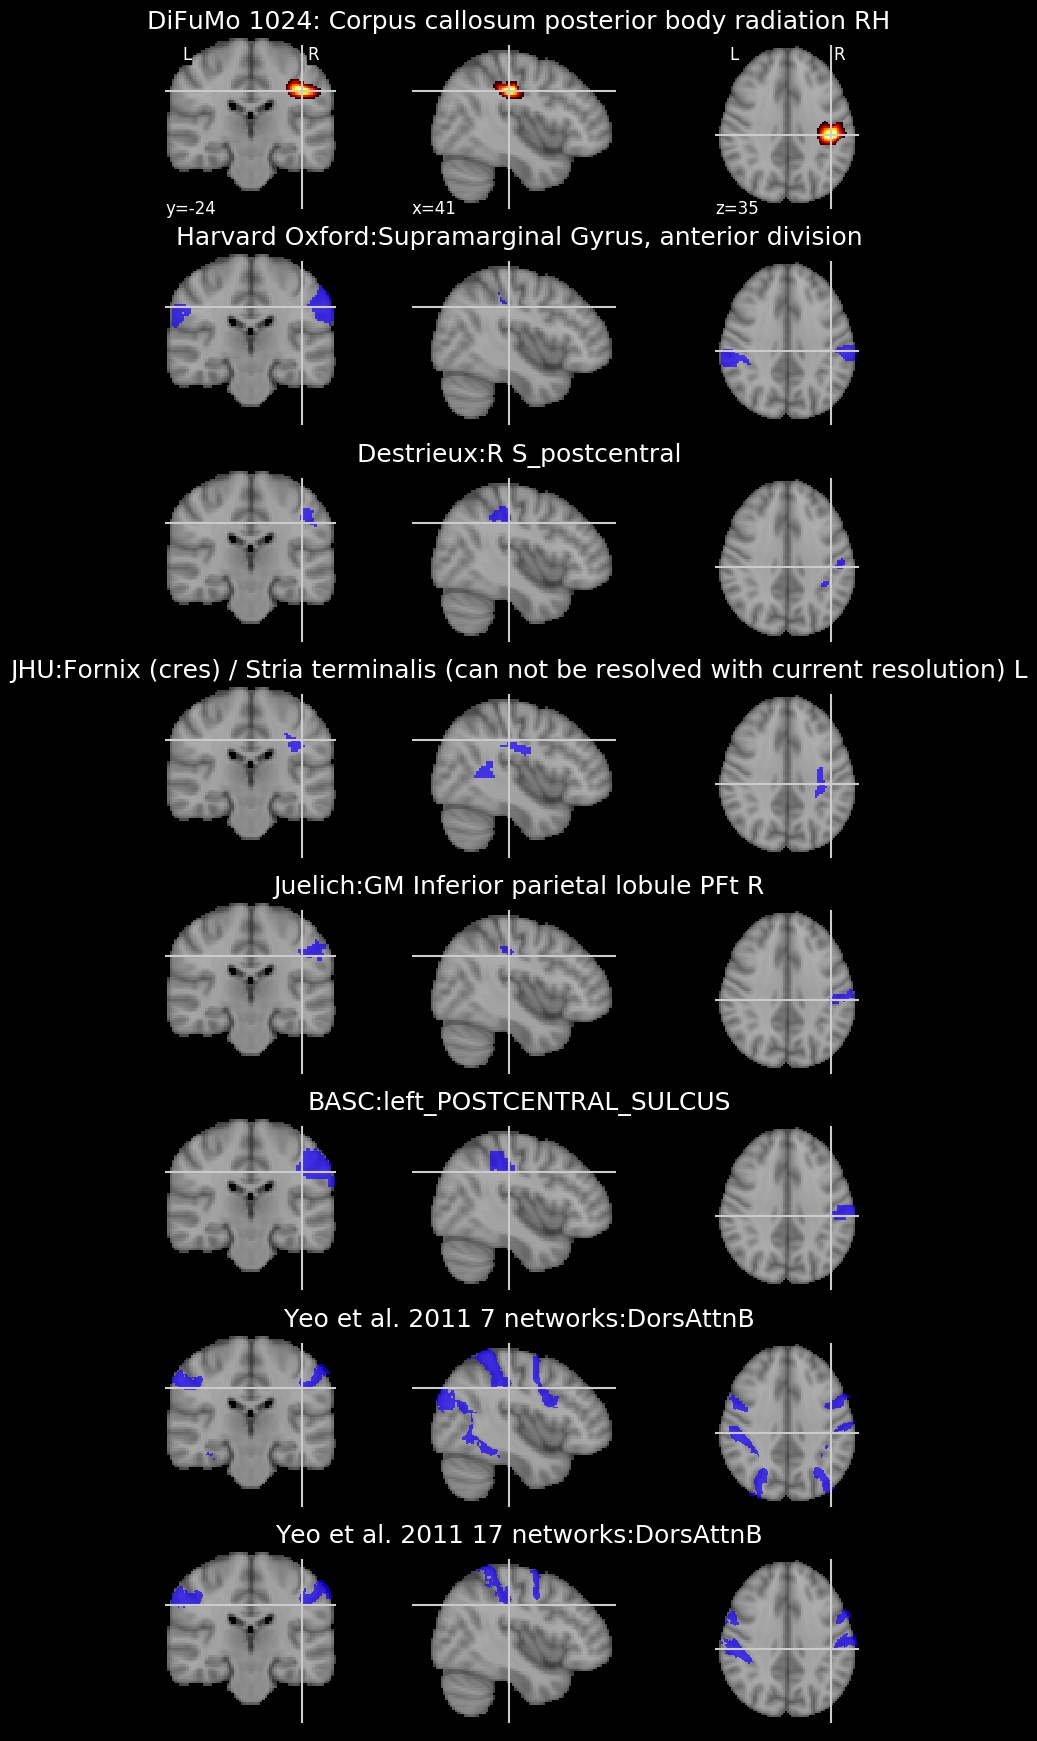 DiFuMo 1024: Corpus callosum posterior body radiation RH
L R L R
y=-24 x=41 z=35
Harvard Oxford:Supramarginal Gyrus, anterior division
Destrieux:R S_postcentral
JHU:Fornix (cres) / Stria terminalis (can not be resolved with current resolution) L
Juelich:GM Inferior parietal lobule PFt R
BASC:left_POSTCENTRAL_SULCUS
Yeo et al. 2011 7 networks:DorsAttnB
Yeo et al. 2011 17 networks:DorsAttnB